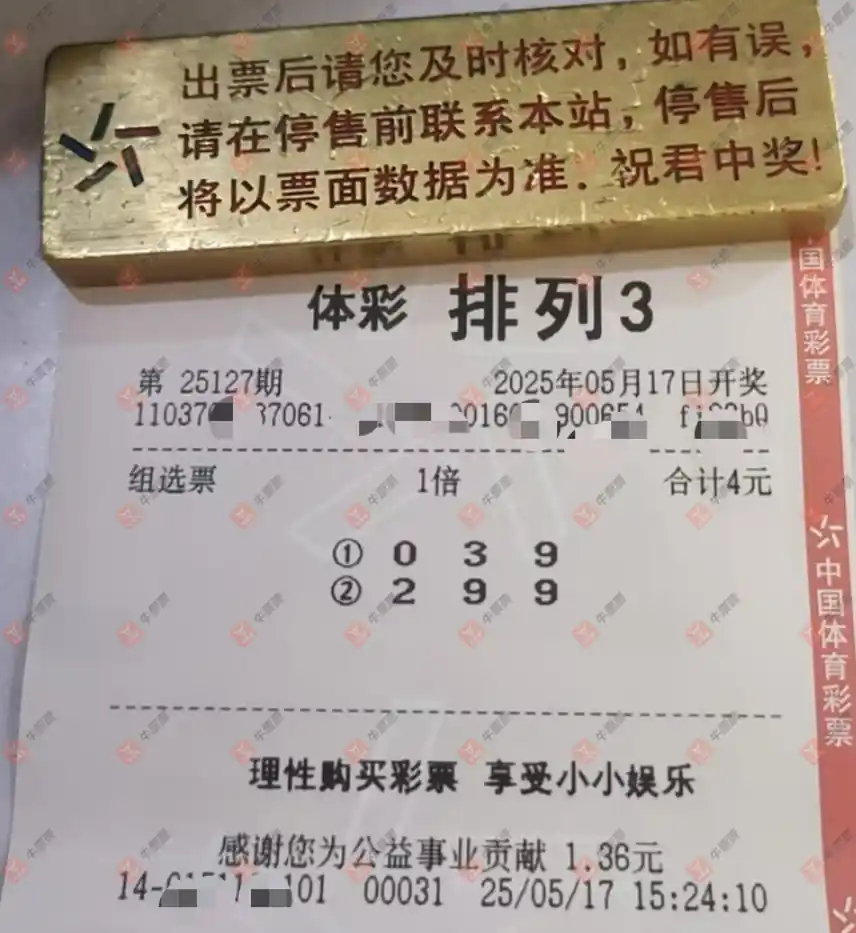 出票后请您及时核对，如有误，
请在停售前联系本站，停售后
将以票面数据为准．祝君中奖！
体彩 排列3
第 25127期 2025年05月17日开奖
11037 37061 0016 900654
组选票 1倍 合计4元
① 0 3 9
② 2 9 9
理性购买彩票 享受小小娱乐
感谢您为公益事业贡献 1.36元
14- 101 00031 25/05/17 15:24:10
国体育彩票
中国体育彩票